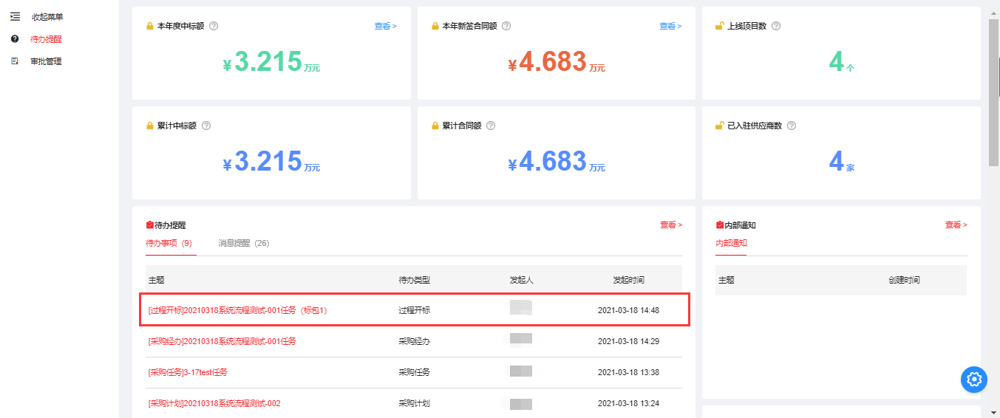 收起菜单
待办提醒
审批管理
本年度中标额 查看 >
¥3.215万元
本年新签合同额 查看 >
¥4.683万元
上线项目数
4个
累计中标额
¥3.215万元
累计合同额
¥4.683万元
已入驻供应商数
4家
待办提醒 查看 >
待办事项（9） 消息提醒（26）
主题 待办类型 发起人 发起时间
[过程开标]20210318系统流程测试-001任务（标包1） 过程开标 2021-03-18 14:48
[采购经办]20210318系统流程测试-001任务 采购经办 2021-03-18 14:29
[采购任务]3-17test任务 采购任务 2021-03-18 13:38
[采购计划]20210318系统流程测试-002 采购计划 2021-03-18 13:24
内部通知 查看 >
内部通知
主题 创建时间